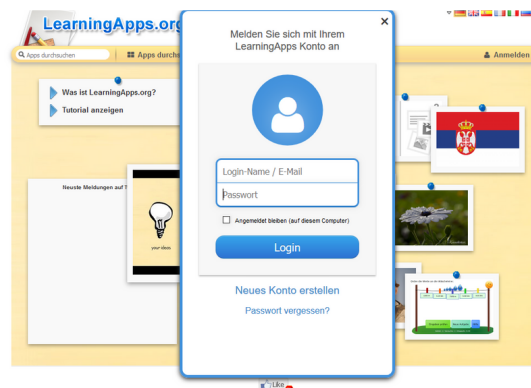 LearningApps.org
Apps durchsuchen
Apps durchs
Anmelden
Was ist LearningApps.org?
Tutorial anzeigen
Neuste Meldungen auf
your ideas
Melden Sie sich mit Ihrem
LearningApps Konto an
Login-Name / E-Mail
Passwort
Angemeldet bleiben (auf diesem Computer)
Login
Neues Konto erstellen
Passwort vergessen?
Like